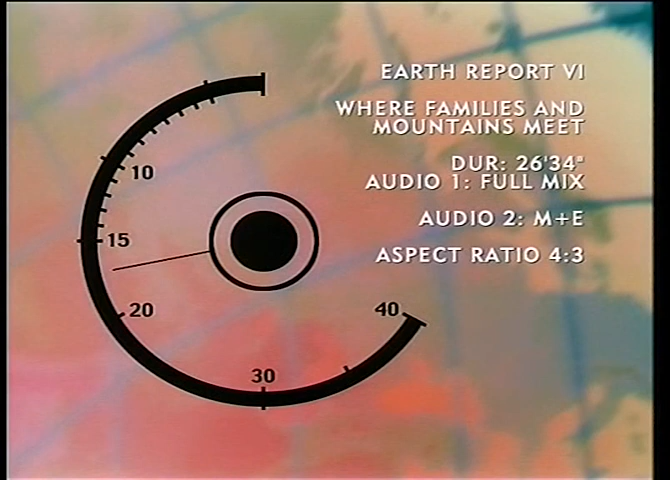 EARTH REPORT VI
WHERE FAMILIES AND
MOUNTAINS MEET
DUR: 26'34"
AUDIO 1: FULL MIX
AUDIO 2: M+E
ASPECT RATIO 4:3
10
15
20
30
40